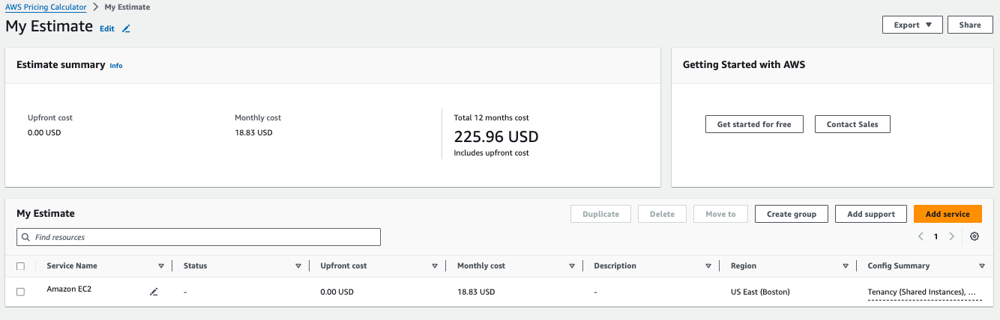 AWS Pricing Calculator > My Estimate
My Estimate Edit
Export Share
Estimate summary Info
Getting Started with AWS
Upfront cost Monthly cost Total 12 months cost
0.00 USD 18.83 USD 225.96 USD
Includes upfront cost
Get started for free Contact Sales
My Estimate Duplicate Delete Move to Create group Add support Add service
Find resources
1
Service Name Status Upfront cost Monthly cost Description Region Config Summary
Amazon EC2 - 0.00 USD 18.83 USD - US East (Boston) Tenancy (Shared Instances), ...